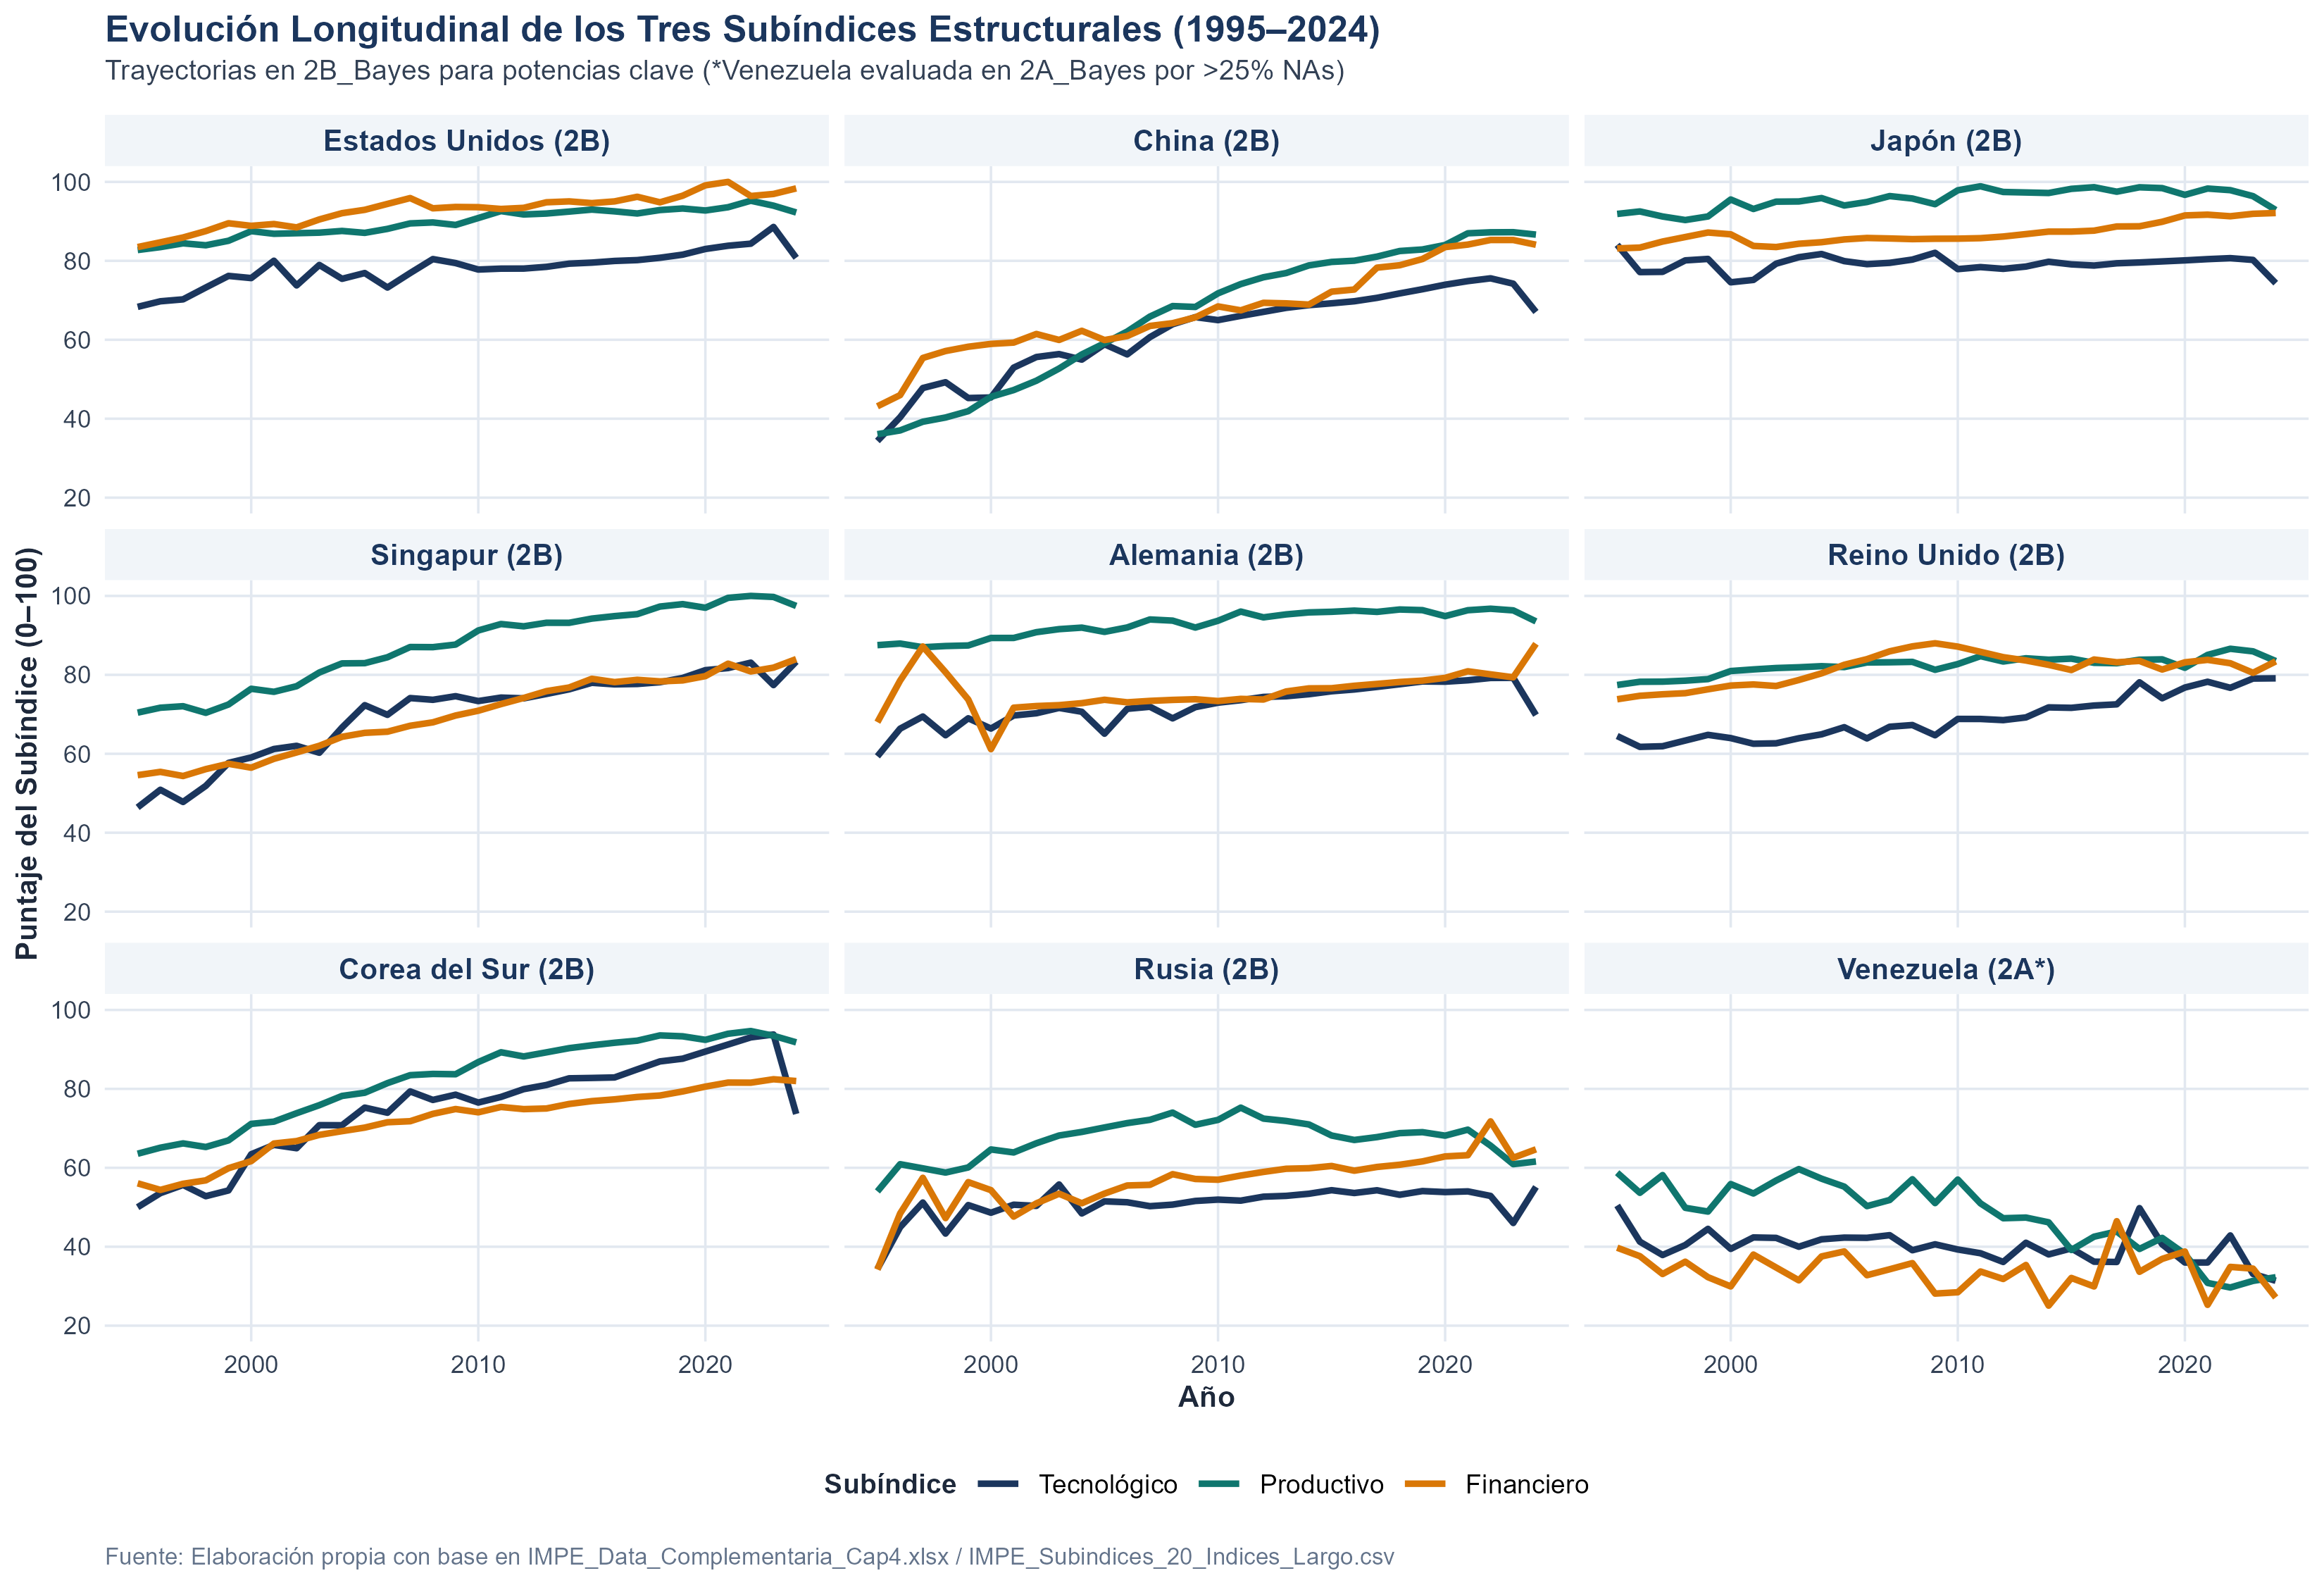 Evolución Longitudinal de los Tres Subíndices Estructurales (1995–2024)
Trayectorias en 2B_Bayes para potencias clave (*Venezuela evaluada en 2A_Bayes por >25% NAs)
Estados Unidos (2B)
China (2B)
Japón (2B)
100
80
60
40
20
Singapur (2B)
Alemania (2B)
Reino Unido (2B)
100
80
60
40
20
Puntaje del Subíndice (0–100)
Corea del Sur (2B)
Rusia (2B)
Venezuela (2A*)
100
80
60
40
20
2000 2010 2020
2000 2010 2020
2000 2010 2020
Año
Subíndice Tecnológico Productivo Financiero
Fuente: Elaboración propia con base en IMPE_Data_Complementaria_Cap4.xlsx / IMPE_Subindices_20_Indices_Largo.csv